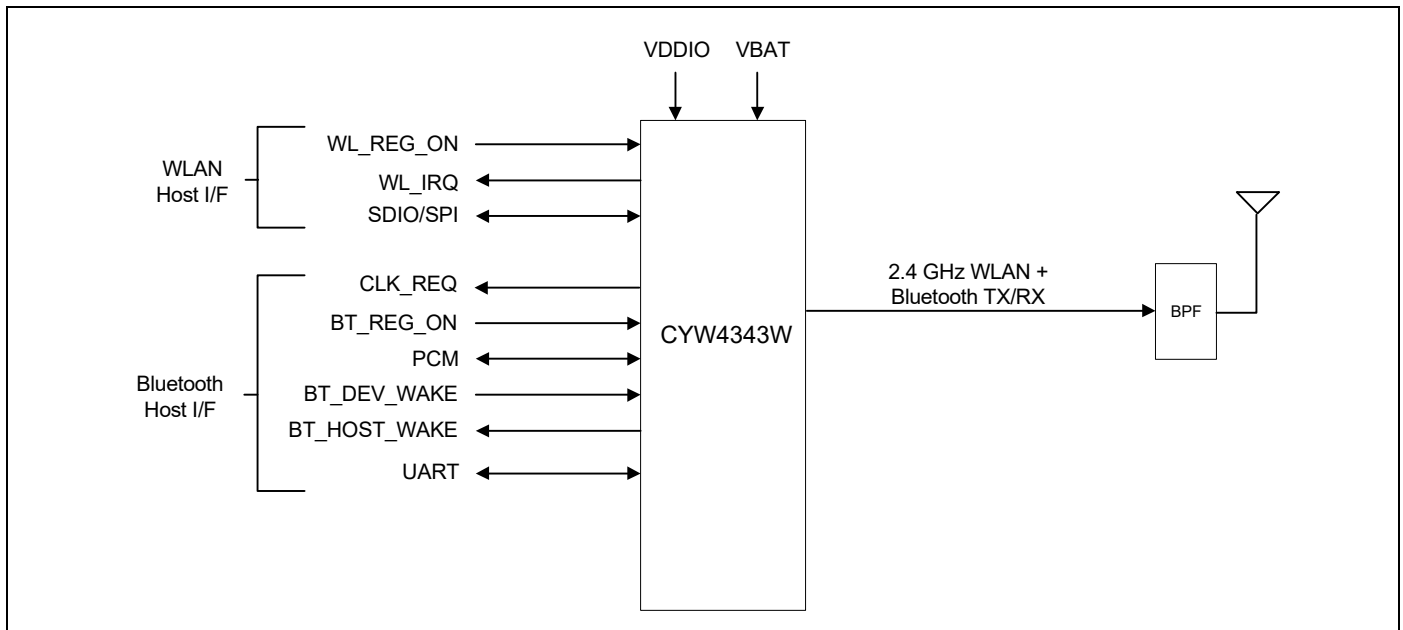 VDDIO VBAT
WLAN
Host I/F
WL_REG_ON
WL_IRQ
SDIO/SPI
Bluetooth
Host I/F
CLK_REQ
BT_REG_ON
PCM
BT_DEV_WAKE
BT_HOST_WAKE
UART
CYW4343W
2.4 GHz WLAN +
Bluetooth TX/RX
BPF